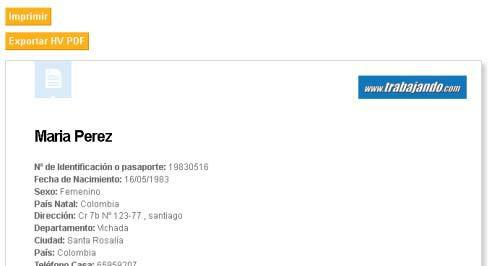 Imprimir
Exportar HV PDF
www.trabajando.com
Maria Perez
Nº de Identificación o pasaporte: 19830516
Fecha de Nacimiento: 16/05/1983
Sexo: Femenino
País Natal: Colombia
Dirección: Cr 7b Nº 123-77 , santiago
Departamento: Vichada
Ciudad: Santa Rosalía
País: Colombia
Teléfono Casa: 65959207